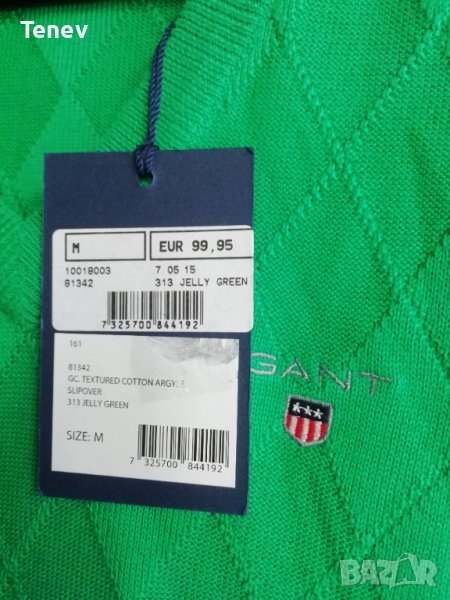 Tenev
M
EUR 99,95
10018003
7 05 15
81342
313 JELLY GREEN
7 325700 844192
161
81342
GC. TEXTURED COTTON ARGYLE
SLIPOVER
313 JELLY GREEN
SIZE: M
7 325700 844192
GANT
BAZAR